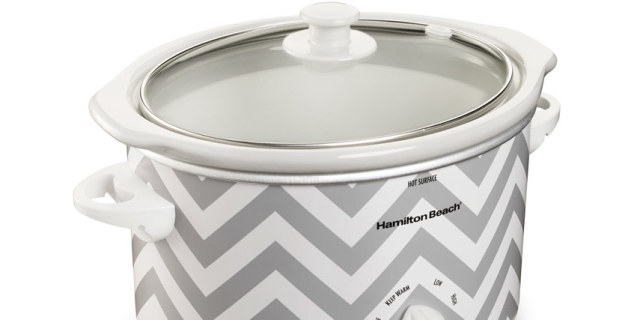 HOT SURFACE
Hamilton Beach
KEEP WARM
LOW
HIGH